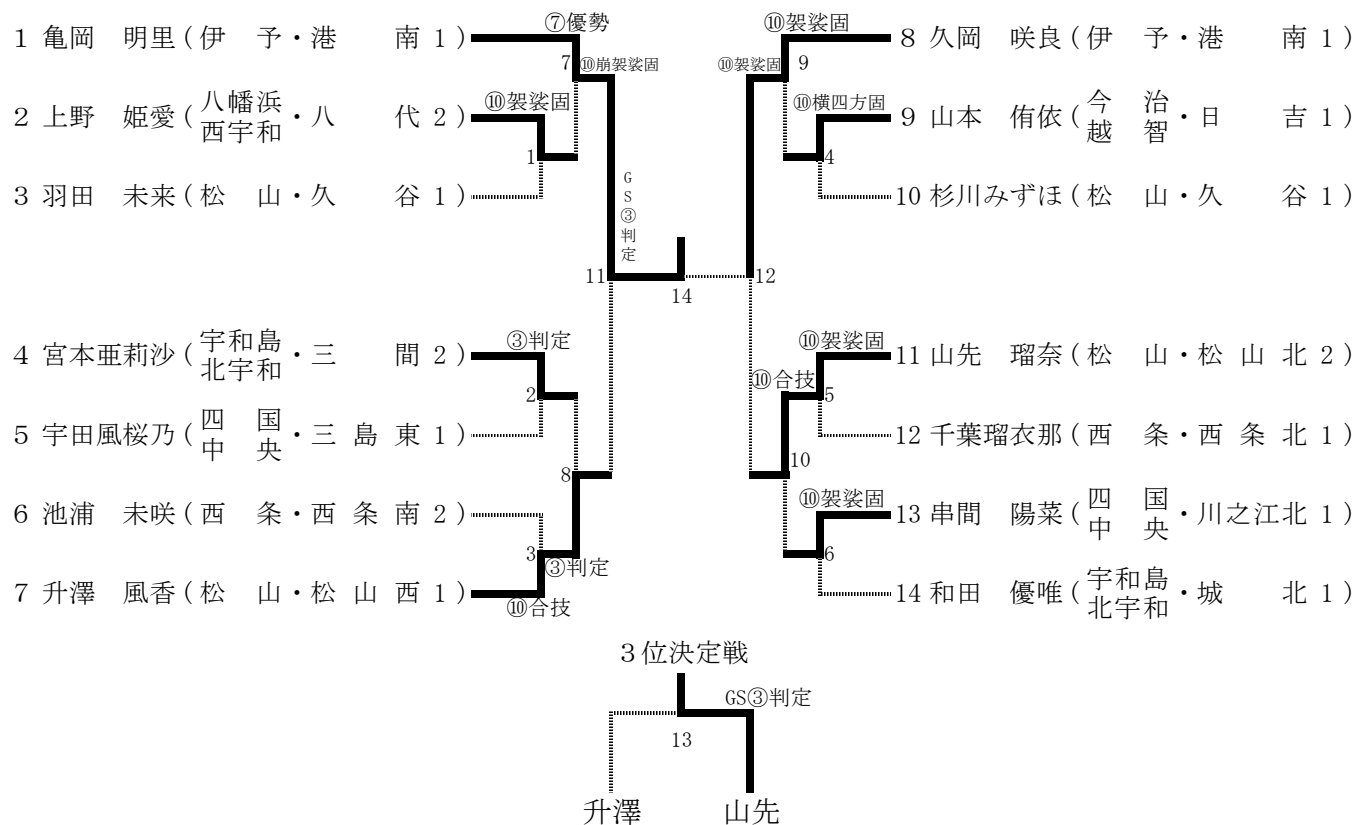 ⑦優勢
1 亀岡　明里(伊　予・港　　南 1)
7 ⑩崩袈裟固
⑩袈裟固
2 上野　姫愛(八幡浜西宇和・八　　代 2)
1
3 羽田　未来(松　山・久　　谷 1)
GS③判定
11
14
③判定
4 宮本亜莉沙(宇和島北宇和・三　　間 2)
2
5 宇田風桜乃(四　国中　央・三 島 東 1)
8
6 池浦　未咲(西　条・西 条 南 2)
3
③判定
7 升澤　風香(松　山・松 山 西 1)
⑩合技
⑩袈裟固
8 久岡　咲良(伊　予・港　　南 1)
⑩袈裟固 9
⑩横四方固
9 山本　侑依(今　治越　智・日　　吉 1)
4
10 杉川みずほ(松　山・久　　谷 1)
12
⑩袈裟固
11 山先　瑠奈(松　山・松 山 北 2)
⑩合技
5
12 千葉瑠衣那(西　条・西 条 北 1)
10
⑩袈裟固
13 串間　陽菜(四　国中　央・川之江北 1)
6
14 和田　優唯(宇和島北宇和・城　　北 1)
３位決定戦
GS③判定
13
升澤　山先